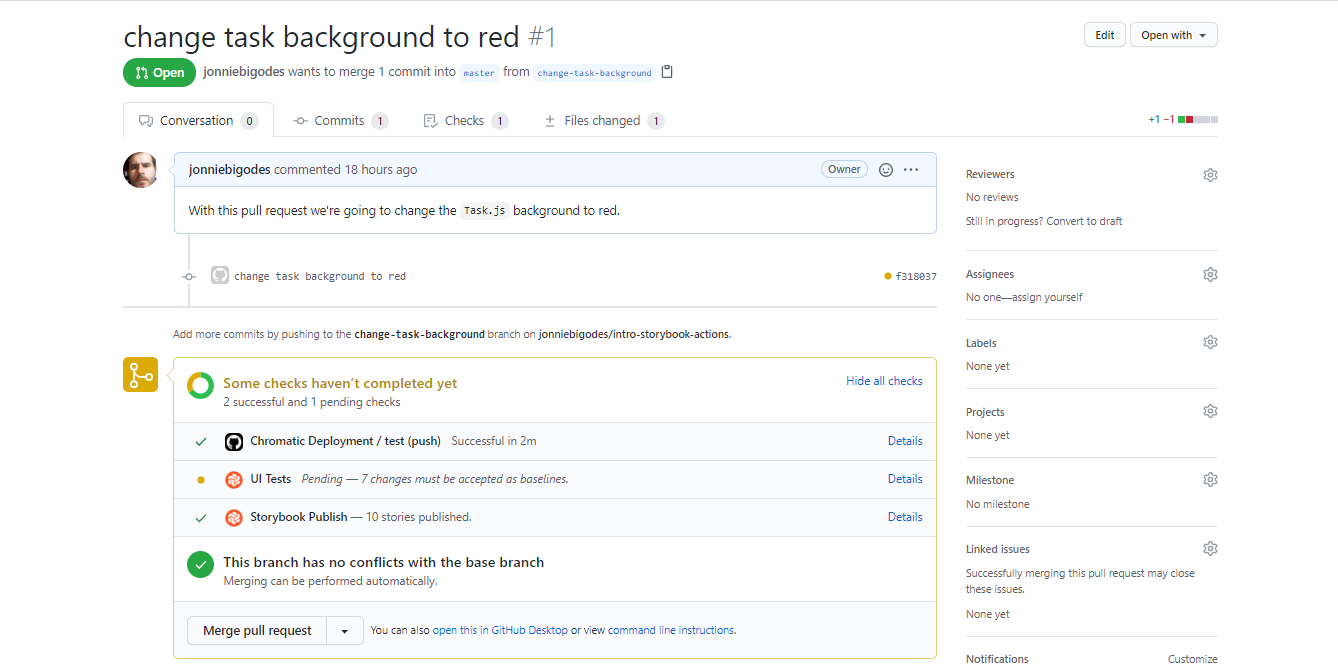 change task background to red #1
Edit
Open with
Open
jonniebigodes wants to merge 1 commit into master from change-task-background
Conversation 0
Commits 1
Checks 1
Files changed 1
+1 −1
jonniebigodes commented 18 hours ago
Owner
With this pull request we're going to change the Task.js background to red.
change task background to red
f318037
Add more commits by pushing to the change-task-background branch on jonniebigodes/intro-storybook-actions.
Some checks haven't completed yet
Hide all checks
2 successful and 1 pending checks
Chromatic Deployment / test (push) Successful in 2m
Details
UI Tests Pending — 7 changes must be accepted as baselines.
Details
Storybook Publish — 10 stories published.
Details
This branch has no conflicts with the base branch
Merging can be performed automatically.
Merge pull request
You can also open this in GitHub Desktop or view command line instructions.
Reviewers
No reviews
Still in progress? Convert to draft
Assignees
No one—assign yourself
Labels
None yet
Projects
None yet
Milestone
No milestone
Linked issues
Successfully merging this pull request may close
these issues.
None yet
Notifications
Customize